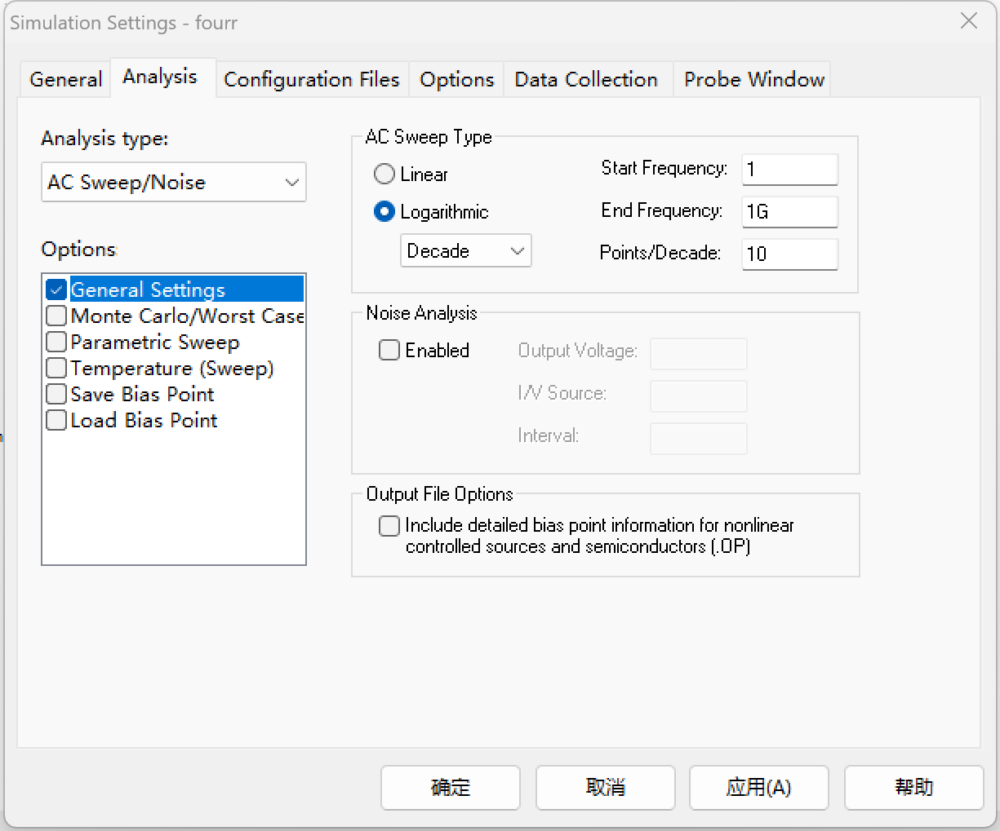 Simulation Settings - fourr
General
Analysis
Configuration Files
Options
Data Collection
Probe Window
Analysis type:
AC Sweep/Noise
Options:
General Settings
Monte Carlo/Worst Case
Parametric Sweep
Temperature (Sweep)
Save Bias Point
Load Bias Point
AC Sweep Type
Linear
Logarithmic
Decade
Start Frequency: 1
End Frequency: 1G
Points/Decade: 10
Noise Analysis
Enabled
Output Voltage:
I/V Source:
Interval:
Output File Options
Include detailed bias point information for nonlinear
controlled sources and semiconductors (.OP)
确定
取消
应用(A)
帮助